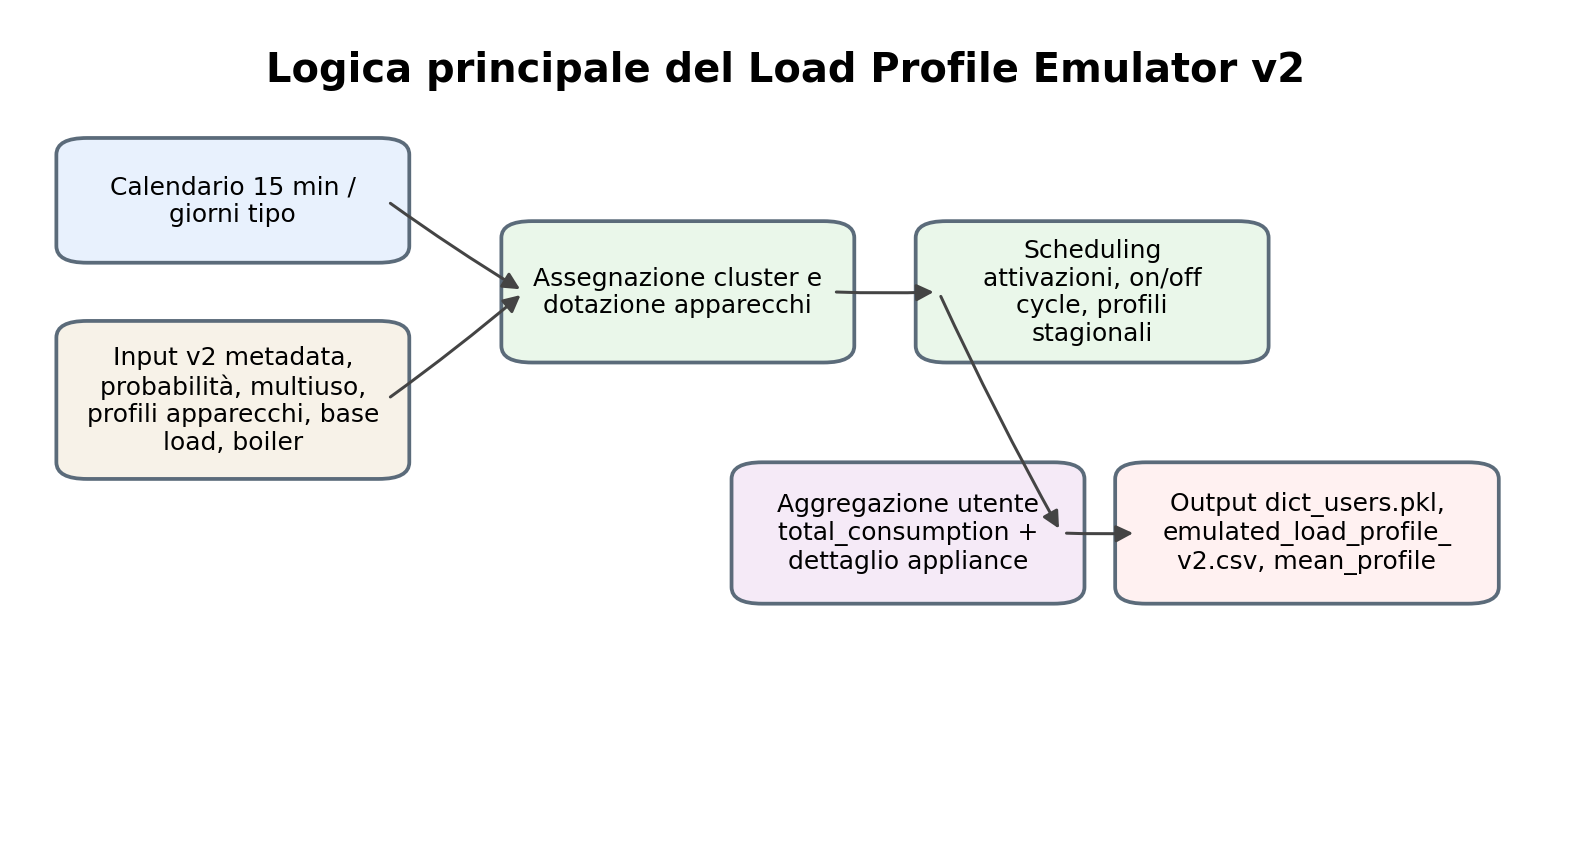 Logica principale del Load Profile Emulator v2
Calendario 15 min /
giorni tipo
Input v2 metadata,
probabilità, multiuso,
profili apparecchi, base
load, boiler
Assegnazione cluster e
dotazione apparecchi
Scheduling
attivazioni, on/off
cycle, profili
stagionali
Aggregazione utente
total_consumption +
dettaglio appliance
Output dict_users.pkl,
emulated_load_profile_
v2.csv, mean_profile